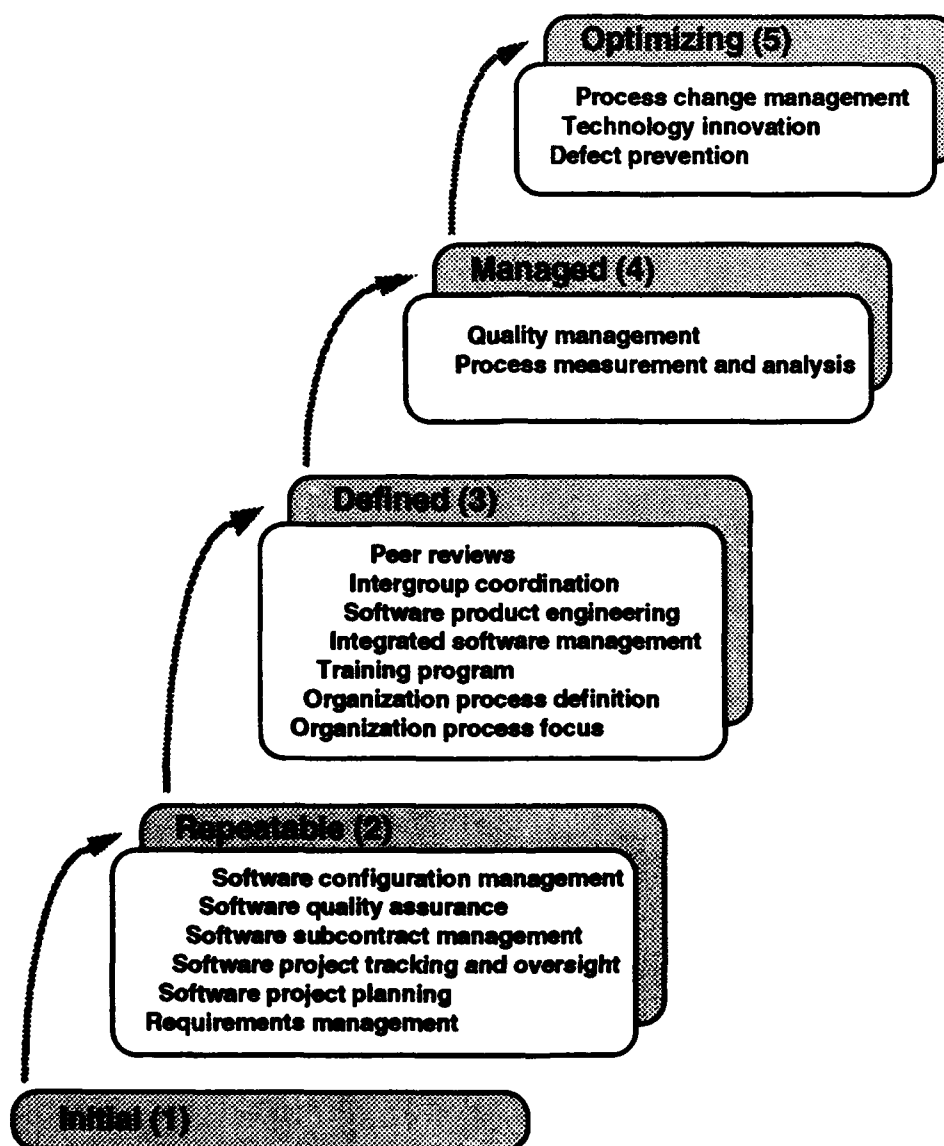 Optimizing (5)
Process change management
Technology innovation
Defect prevention
Managed (4)
Quality management
Process measurement and analysis
Defined (3)
Peer reviews
Intergroup coordination
Software product engineering
Integrated software management
Training program
Organization process definition
Organization process focus
Repeatable (2)
Software configuration management
Software quality assurance
Software subcontract management
Software project tracking and oversight
Software project planning
Requirements management
Initial (1)